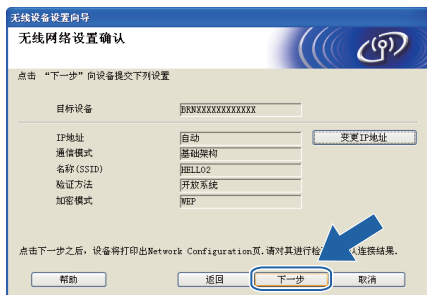 无线设备设置向导
无线网络设置确认
点击 “下一步”向设备提交下列设置
目标设备 BRNXXXXXXXXXXXX
IP地址 自动 变更IP地址
通信模式 基础架构
名称(SSID) HELLO2
验证方法 开放系统
加密模式 WEP
点击下一步之后，设备将打印出Network Configuration页.请对其进行检 认连接结果.
帮助 返回 下一步 取消